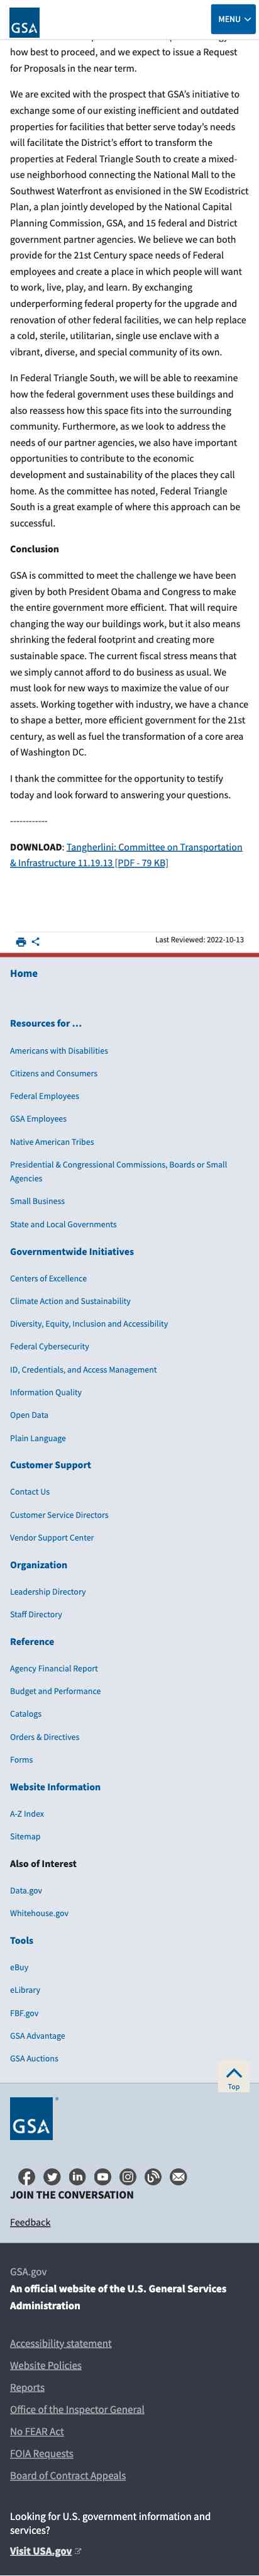 GSA
MENU
how best to proceed, and we expect to issue a Request
for Proposals in the near term.
We are excited with the prospect that GSA’s initiative to
exchange some of our existing inefficient and outdated
properties for facilities that better serve today’s needs
will facilitate the District’s effort to transform the
properties at Federal Triangle South to create a mixed-
use neighborhood connecting the National Mall to the
Southwest Waterfront as envisioned in the SW Ecodistrict
Plan, a plan jointly developed by the National Capital
Planning Commission, GSA, and 15 federal and District
government partner agencies. We believe we can both
provide for the 21st Century space needs of Federal
employees and create a place in which people will want
to work, live, play, and learn. By exchanging
underperforming federal property for the upgrade and
renovation of other federal facilities, we can help replace
a cold, sterile, utilitarian, single use enclave with a
vibrant, diverse, and special community of its own.
In Federal Triangle South, we will be able to reexamine
how the federal government uses these buildings and
also reassess how this space fits into the surrounding
community. Furthermore, as we look to address the
needs of our partner agencies, we also have important
opportunities to contribute to the economic
development and sustainability of the places they call
home. As the committee has noted, Federal Triangle
South is a great example of where this approach can be
successful.
Conclusion
GSA is committed to meet the challenge we have been
given by both President Obama and Congress to make
the entire government more efficient. That will require
changing the way our buildings work, but it also means
shrinking the federal footprint and creating more
sustainable space. The current fiscal stress means that
we simply cannot afford to do business as usual. We
must look for new ways to maximize the value of our
assets. Working together with industry, we have a chance
to shape a better, more efficient government for the 21st
century, as well as fuel the transformation of a core area
of Washington DC.
I thank the committee for the opportunity to testify
today and look forward to answering your questions.
------------
DOWNLOAD: Tangherlini: Committee on Transportation
& Infrastructure 11.19.13 [PDF - 79 KB]
Last Reviewed: 2022-10-13
Home
Resources for …
Americans with Disabilities
Citizens and Consumers
Federal Employees
GSA Employees
Native American Tribes
Presidential & Congressional Commissions, Boards or Small
Agencies
Small Business
State and Local Governments
Governmentwide Initiatives
Centers of Excellence
Climate Action and Sustainability
Diversity, Equity, Inclusion and Accessibility
Federal Cybersecurity
ID, Credentials, and Access Management
Information Quality
Open Data
Plain Language
Customer Support
Contact Us
Customer Service Directors
Vendor Support Center
Organization
Leadership Directory
Staff Directory
Reference
Agency Financial Report
Budget and Performance
Catalogs
Orders & Directives
Forms
Website Information
A-Z Index
Sitemap
Also of Interest
Data.gov
Whitehouse.gov
Tools
eBuy
eLibrary
FBF.gov
GSA Advantage
GSA Auctions
Top
GSA
JOIN THE CONVERSATION
Feedback
GSA.gov
An official website of the U.S. General Services
Administration
Accessibility statement
Website Policies
Reports
Office of the Inspector General
No FEAR Act
FOIA Requests
Board of Contract Appeals
Looking for U.S. government information and
services?
Visit USA.gov